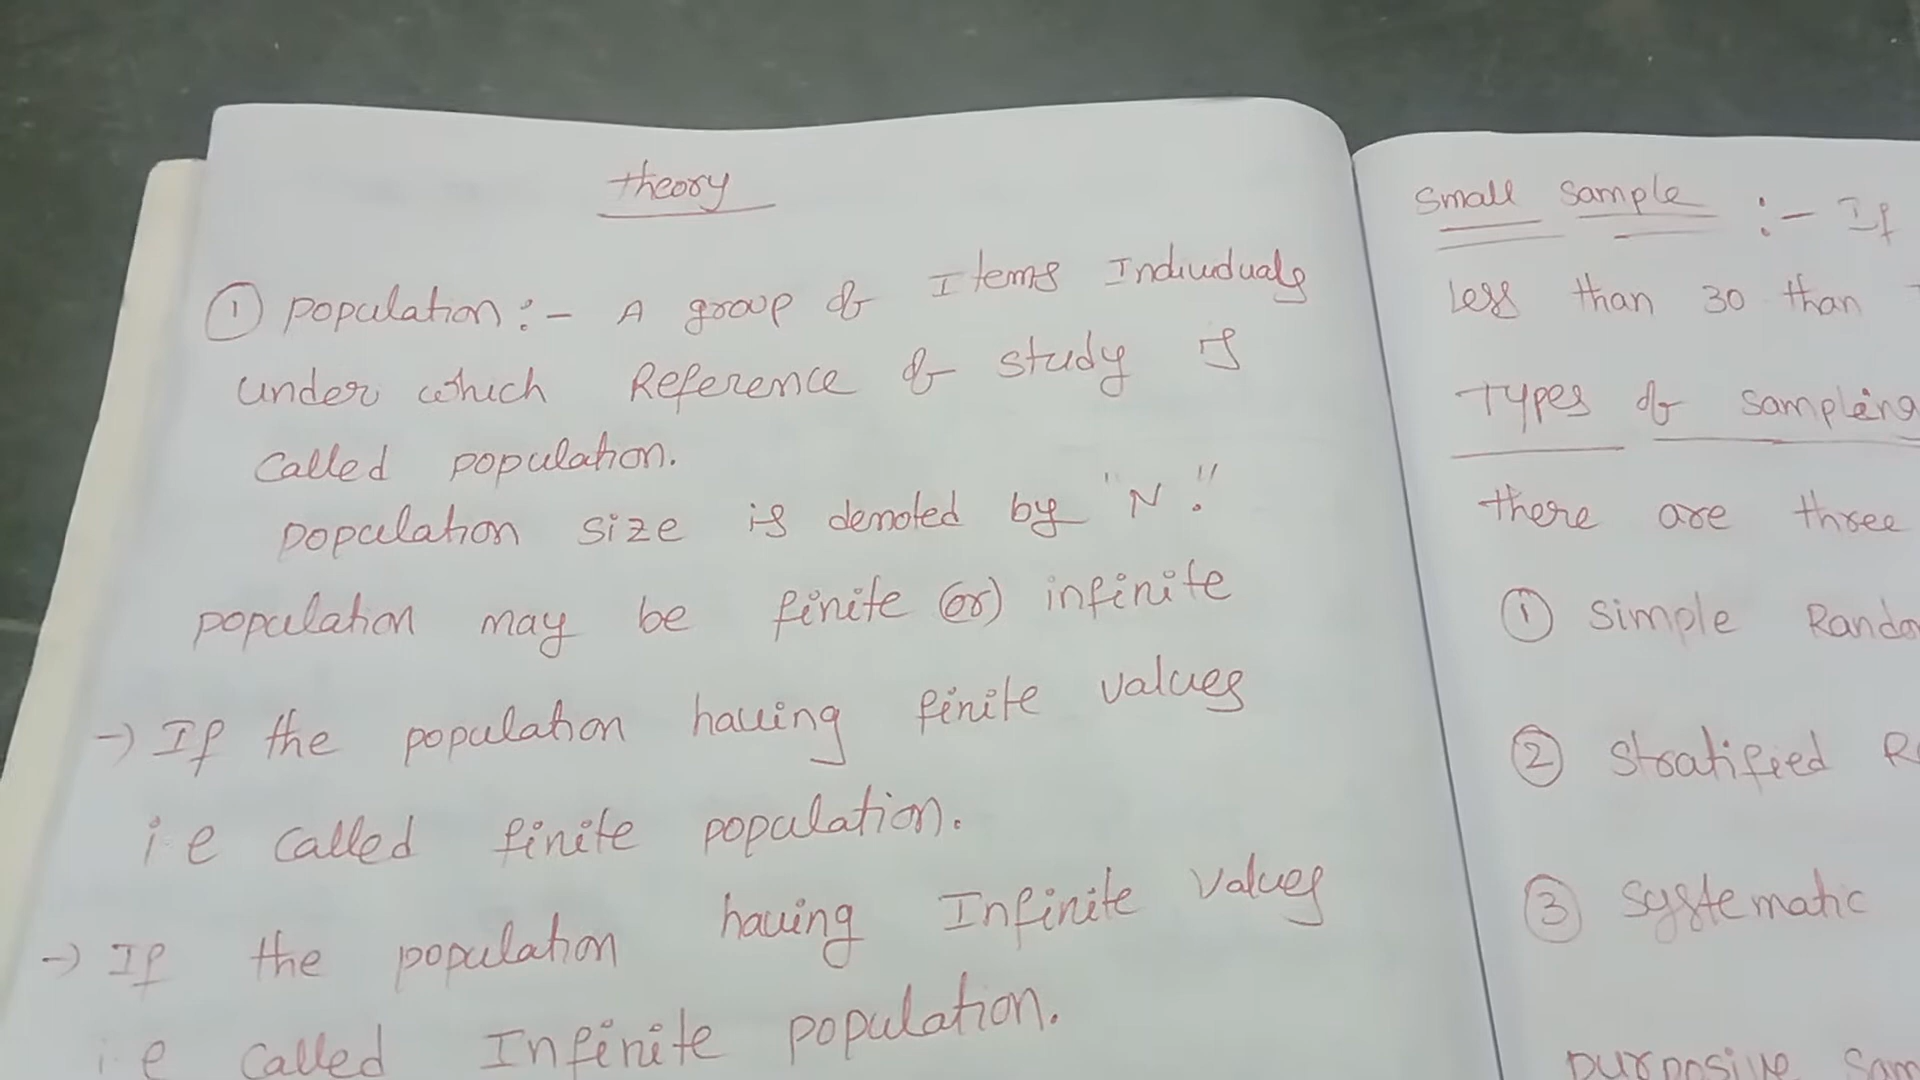 theory
① population :- A group of Items Individuals
under which Reference of study is
called population.
population size is denoted by 'N."
population may be finite (or) infinite
→ If the population having finite values
i.e called finite population.
→ If the population having Infinite values
i.e called Infinite population.
Small Sample :- If
Less than 30 than
Types of sampling
there are three
① Simple
② Stratified
③ Systematic
purposive